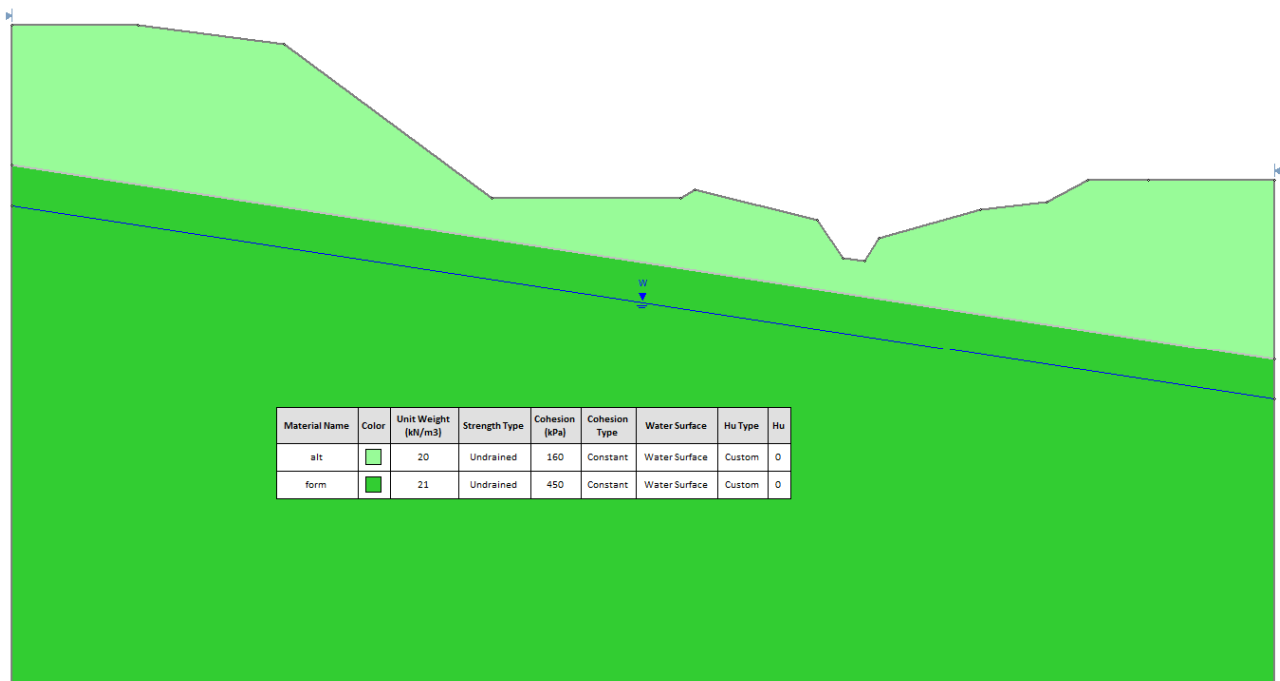 W
Material Name Color Unit Weight (kN/m3) Strength Type Cohesion (kPa) Cohesion Type Water Surface Hu Type Hu
alt 20 Undrained 160 Constant Water Surface Custom 0
form 21 Undrained 450 Constant Water Surface Custom 0